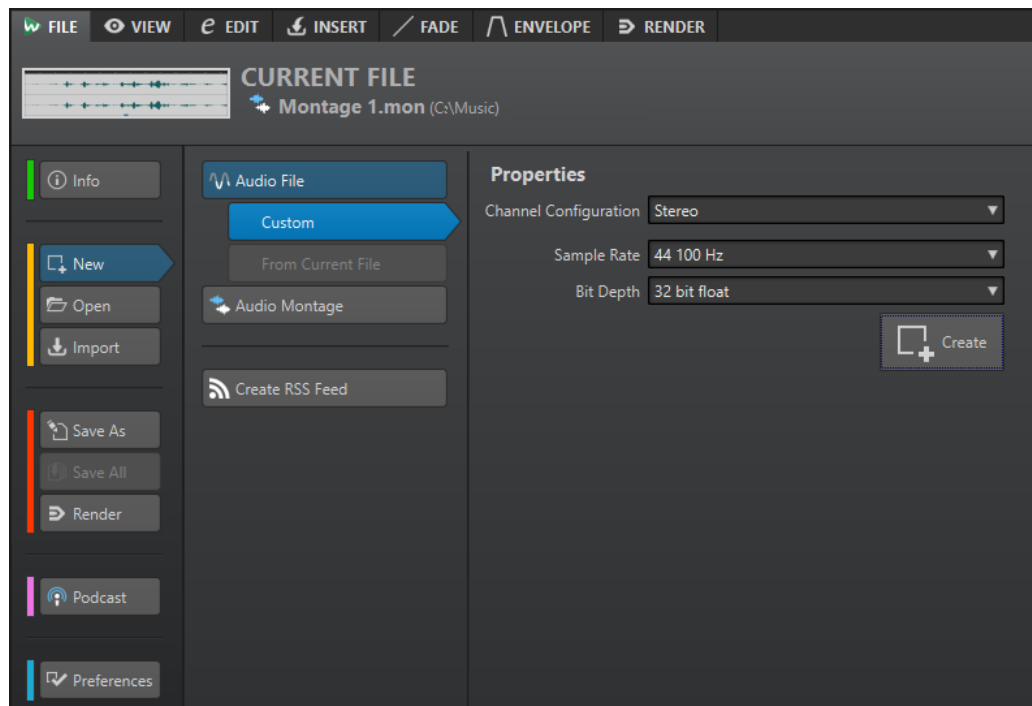 FILE VIEW EDIT INSERT FADE ENVELOPE RENDER
CURRENT FILE
Montage 1.mon (C:\Music)
Info
New
Open
Import
Save As
Save All
Render
Podcast
Preferences
Audio File
Custom
From Current File
Audio Montage
Create RSS Feed
Properties
Channel Configuration Stereo
Sample Rate 44 100 Hz
Bit Depth 32 bit float
Create